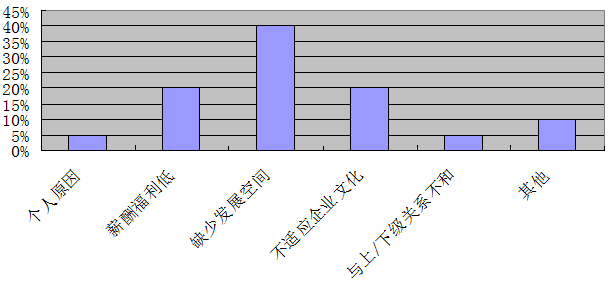 45%
40%
35%
30%
25%
20%
15%
10%
5%
0%
个人原因
薪酬福利低
缺少发展空间
不适应企业文化
与上/下级关系不和
其他